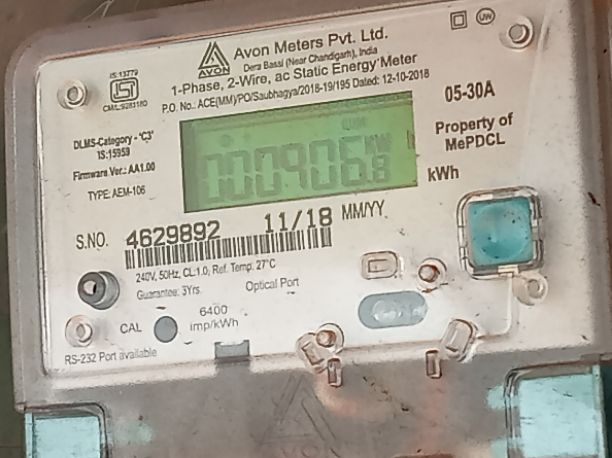 Avon Meters Pvt. Ltd.
Dera Bassi (Near Chandigarh), India
AVON
IS:13779
CM/L:9283180
1-Phase, 2-Wire, ac Static Energy Meter
P.O. No.: ACE(MM)/PO/Saubhagya/2018-19/195 Dated: 12-10-2018
05-30A
DLMS-Category - 'C3'
IS:15959
Firmware Ver.: AA1.00
TYPE: AEM-106
Property of
MePDCL
000906.8
kWh
S.NO. 4629892 11/18 MM/YY
240V, 50Hz, CL:1.0, Ref. Temp. 27°C
Guarantee: 3Yrs. Optical Port
CAL 6400
imp/kWh
RS-232 Port available
AVON